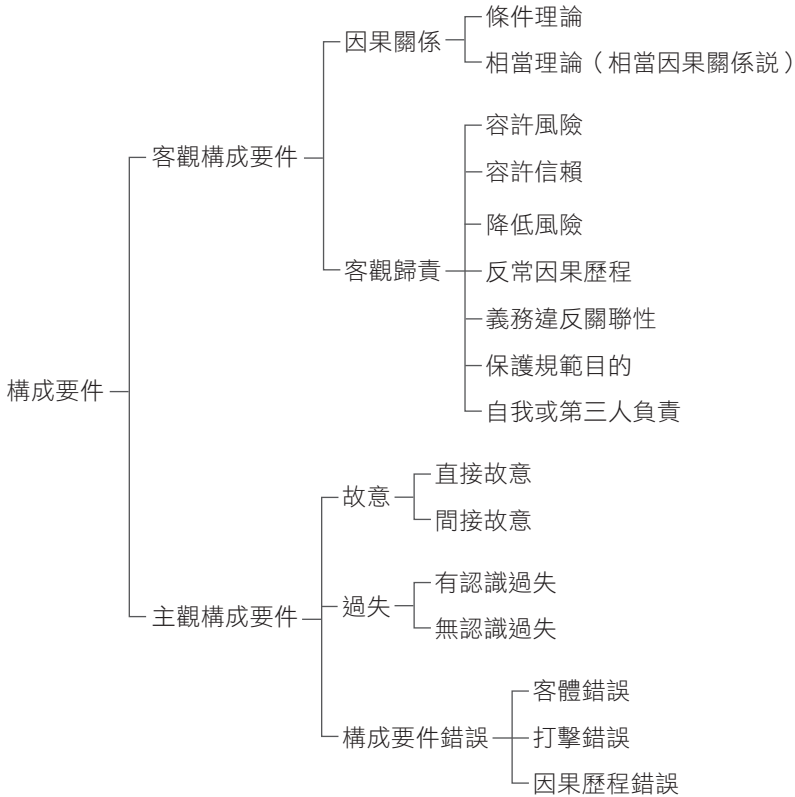 構成要件
客觀構成要件
因果關係
條件理論
相當理論（相當因果關係説）
客觀歸責
容許風險
容許信賴
降低風險
反常因果歷程
義務違反關聯性
保護規範目的
自我或第三人負責
主觀構成要件
故意
直接故意
間接故意
過失
有認識過失
無認識過失
構成要件錯誤
客體錯誤
打擊錯誤
因果歷程錯誤